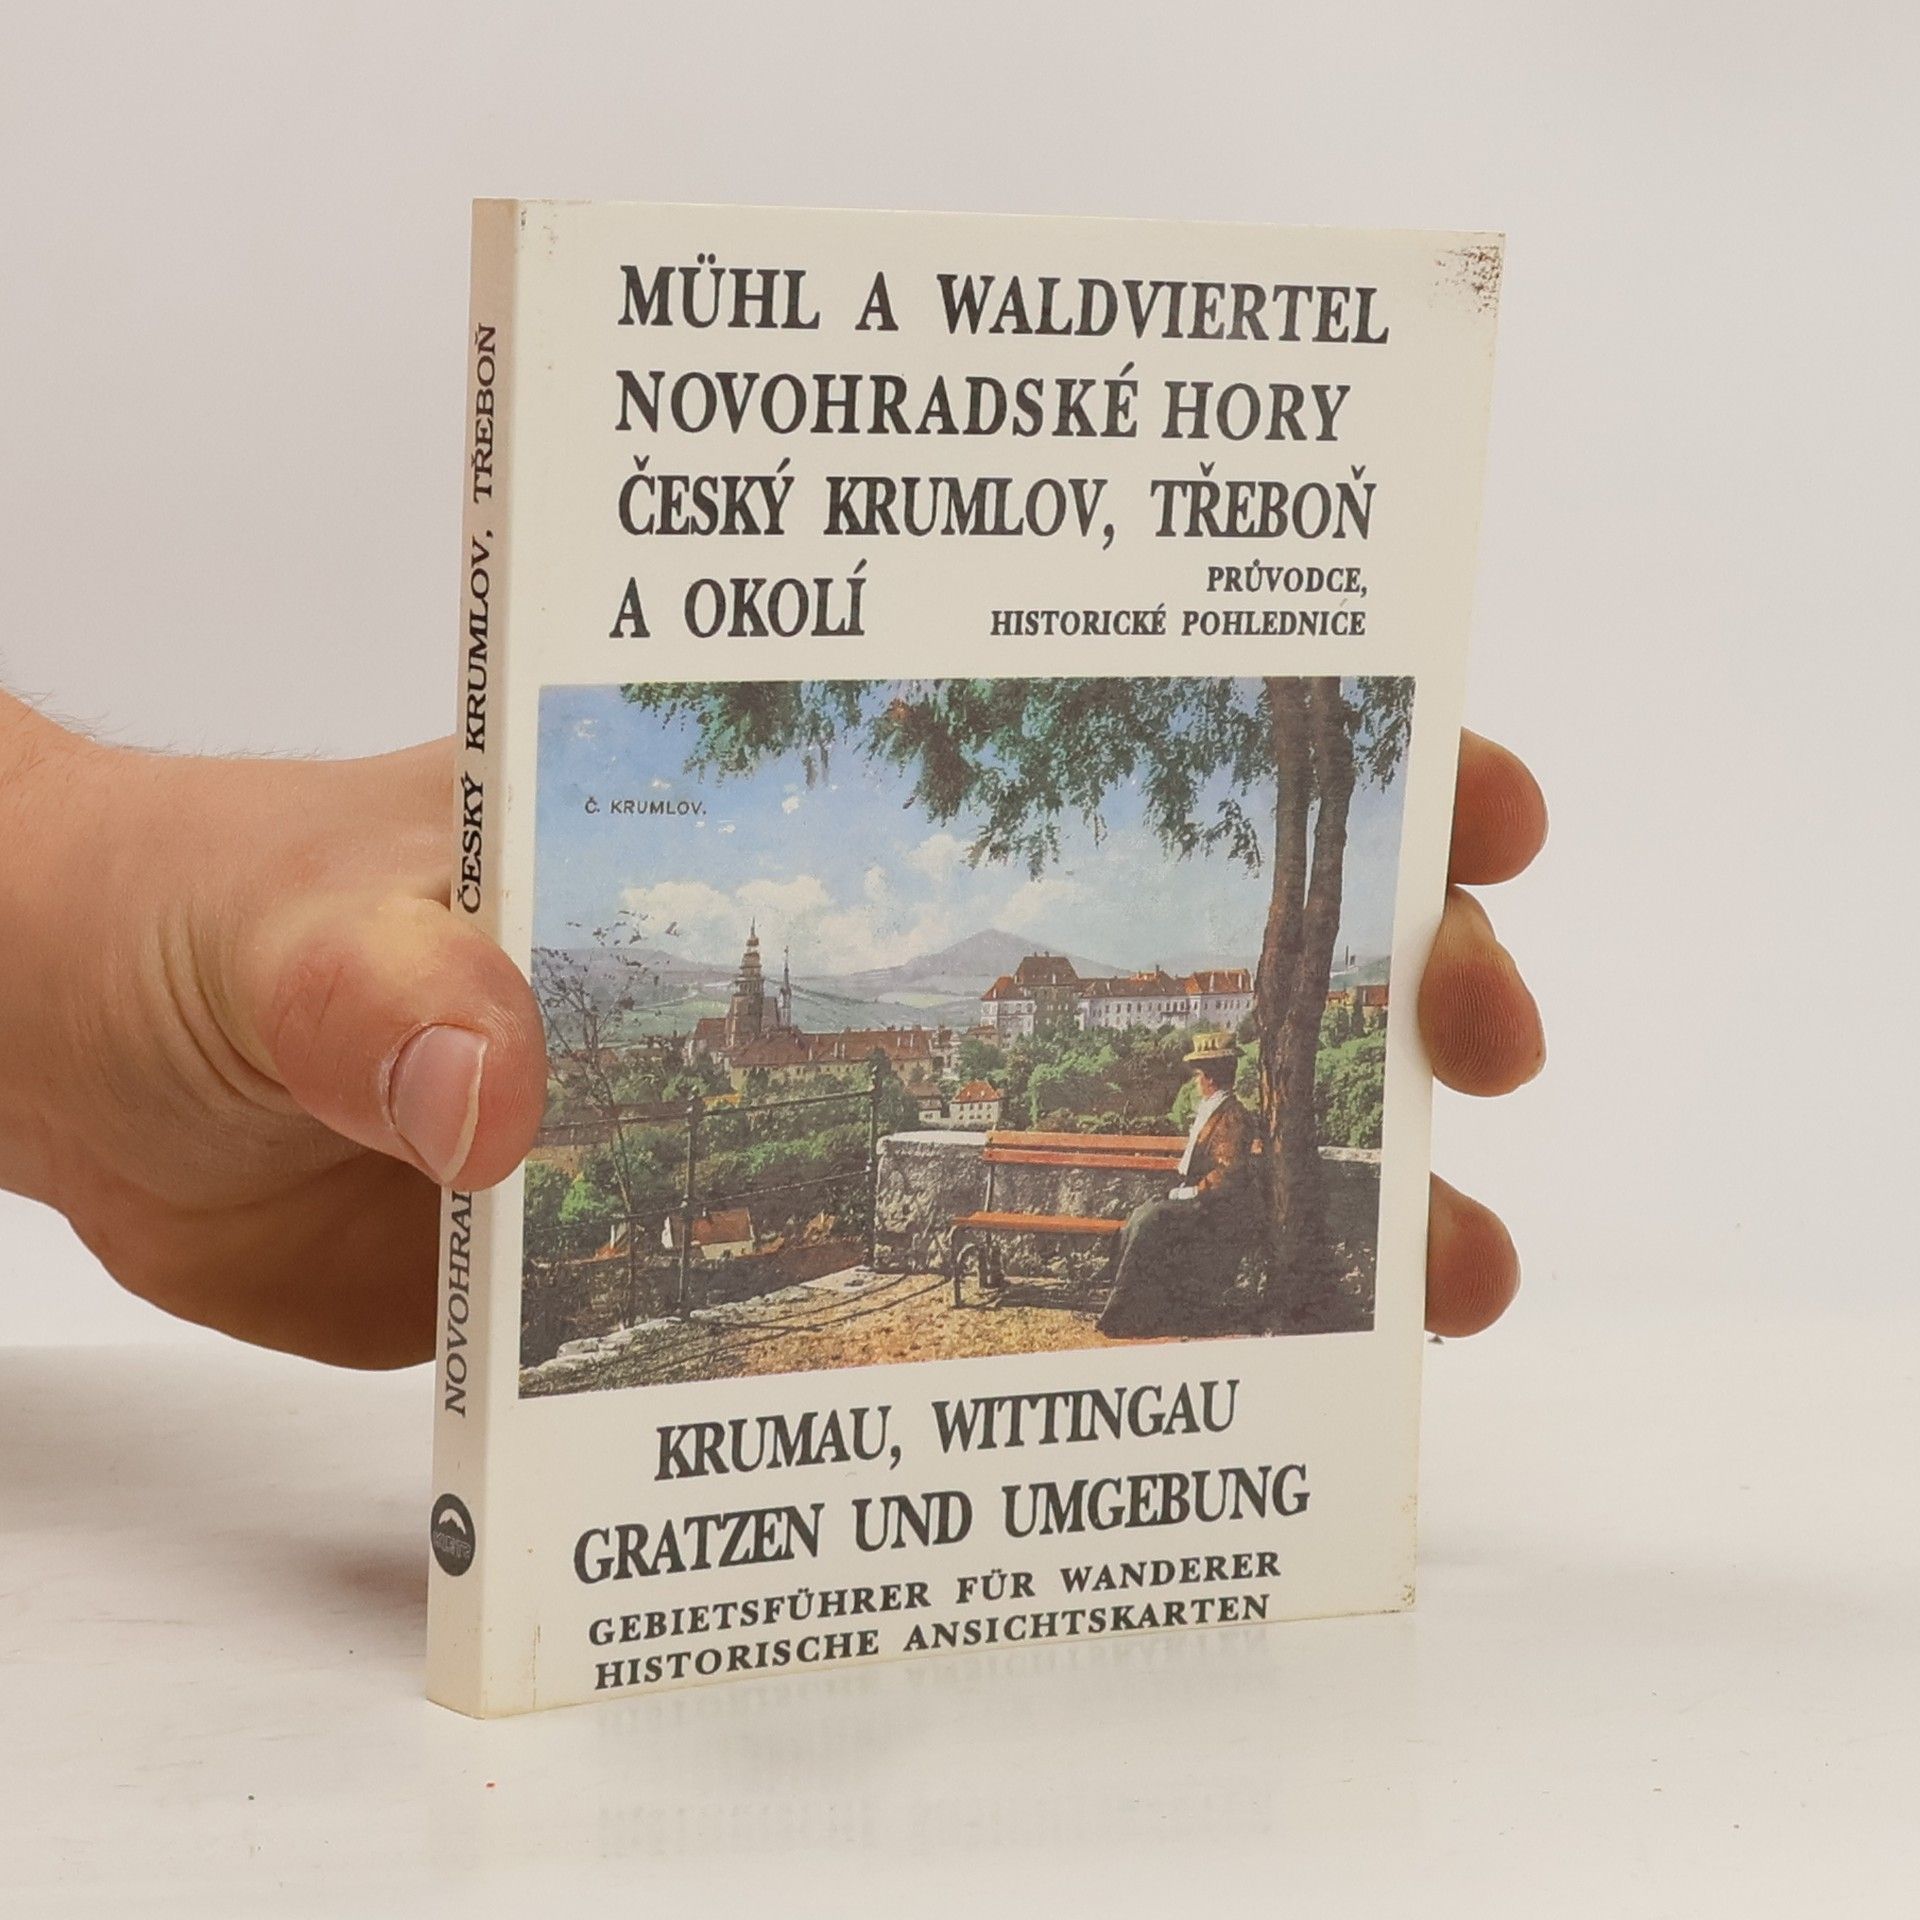 MÜHL A WALDVIERTEL
NOVOHRADSKÉ HORY
ČESKÝ KRUMLOV, TŘEBOŇ
A OKOLÍ
PRŮVODCE,
HISTORICKÉ POHLEDNICE
Č. KRUMLOV.
KRUMAU, WITTINGAU
GRATZEN UND UMGEBUNG
GEBIETSFÜHRER FÜR WANDERER
HISTORISCHE ANSICHTSKARTEN
ČESKÝ KRUMLOV, TŘEBOŇ